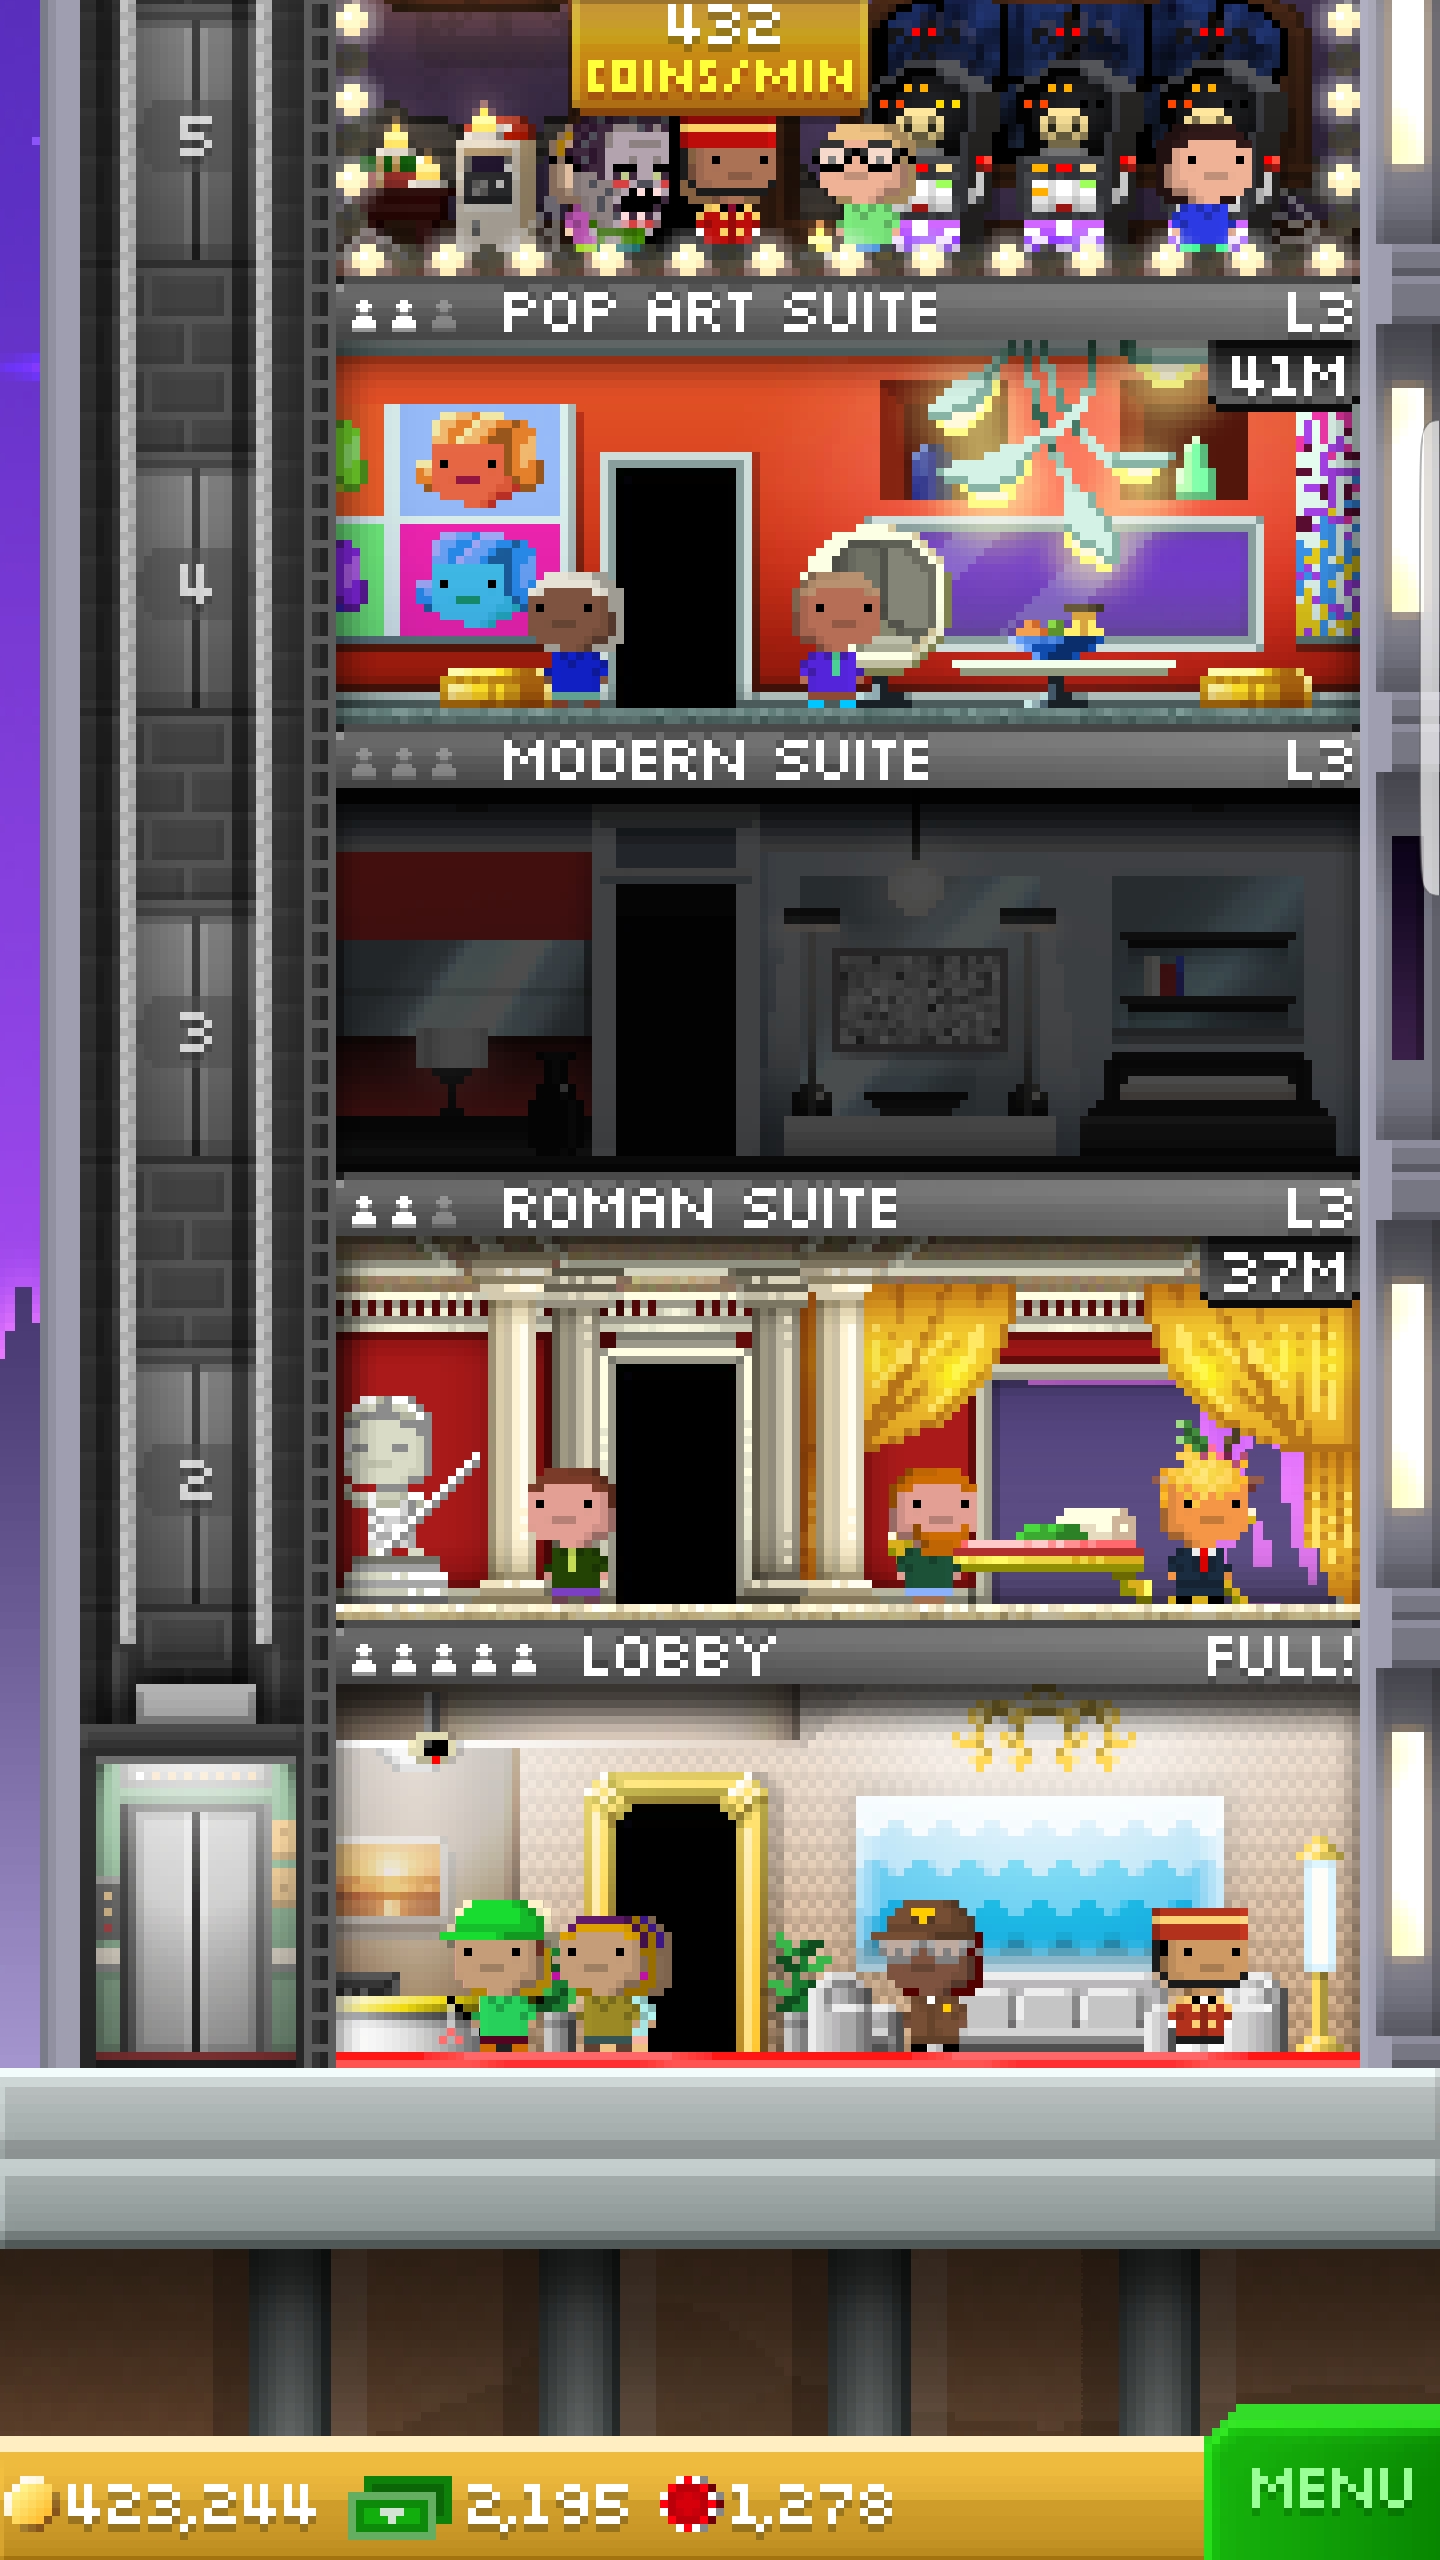 432
COINS/MIN
5
POP ART SUITE L3
41M
4
MODERN SUITE L3
3
ROMAN SUITE L3
37M
2
LOBBY FULL!
423,244 2,195 1,278 MENU